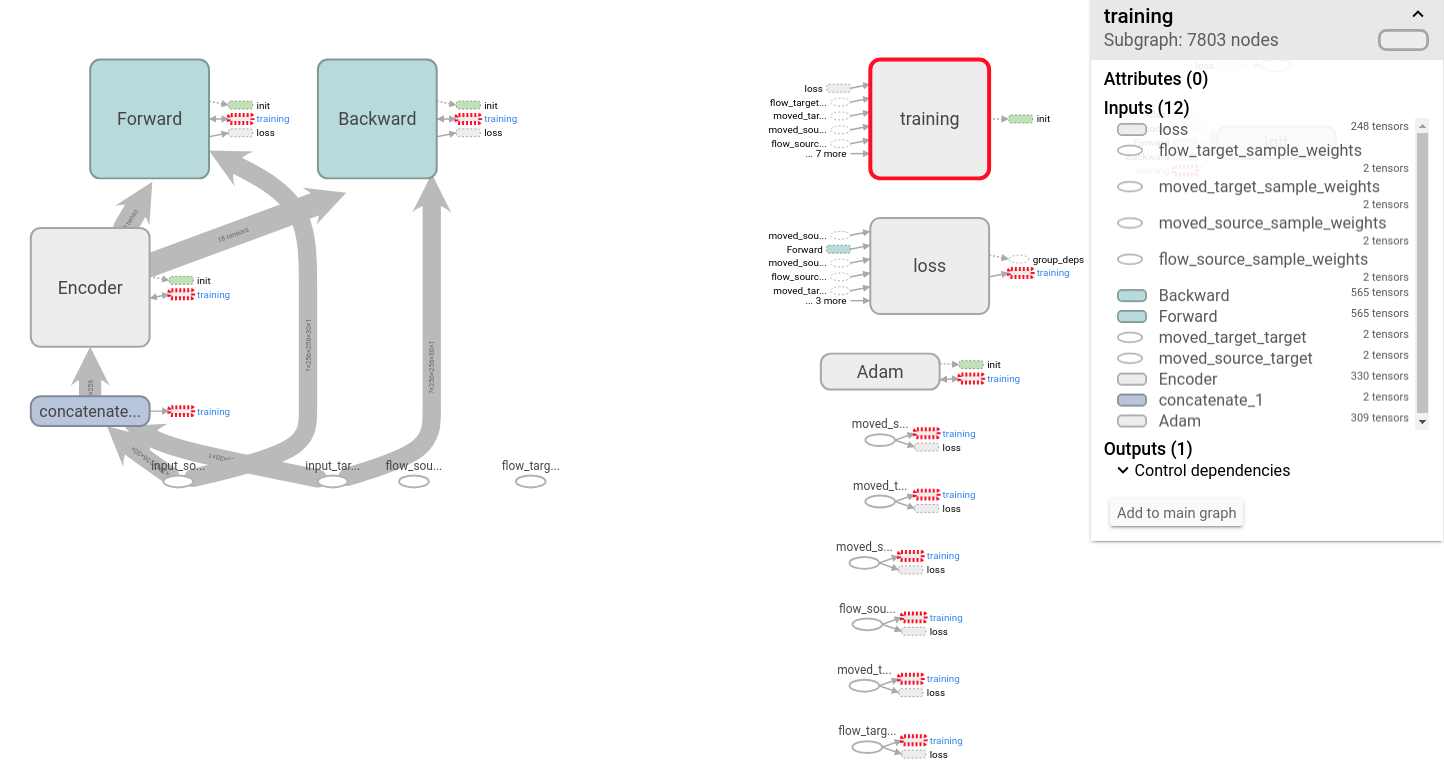 Forward
init
training
loss
Backward
init
training
loss
18 tensors
Encoder
init
training
?×256×256×30×1
?×256×256×30×1
×256
concatenate...
training
input_so...
input_tar...
flow_sou...
flow_targ...
loss
flow_target...
moved_tar...
moved_sou...
flow_sourc...
... 7 more
training
init
moved_sou...
Forward
moved_sou...
flow_sourc...
moved_tar...
... 3 more
loss
group_deps
training
Adam
init
training
moved_s...
training
loss
moved_t...
training
loss
moved_s...
training
loss
flow_sou...
training
loss
moved_t...
training
loss
flow_targ...
training
loss
training
Subgraph: 7803 nodes
Attributes (0)
Inputs (12)
loss 248 tensors
flow_target_sample_weights
2 tensors
moved_target_sample_weights
2 tensors
moved_source_sample_weights
2 tensors
flow_source_sample_weights
2 tensors
Backward 565 tensors
Forward 565 tensors
moved_target_target 2 tensors
moved_source_target 2 tensors
Encoder 330 tensors
concatenate_1 2 tensors
Adam 309 tensors
Outputs (1)
Control dependencies
Add to main graph